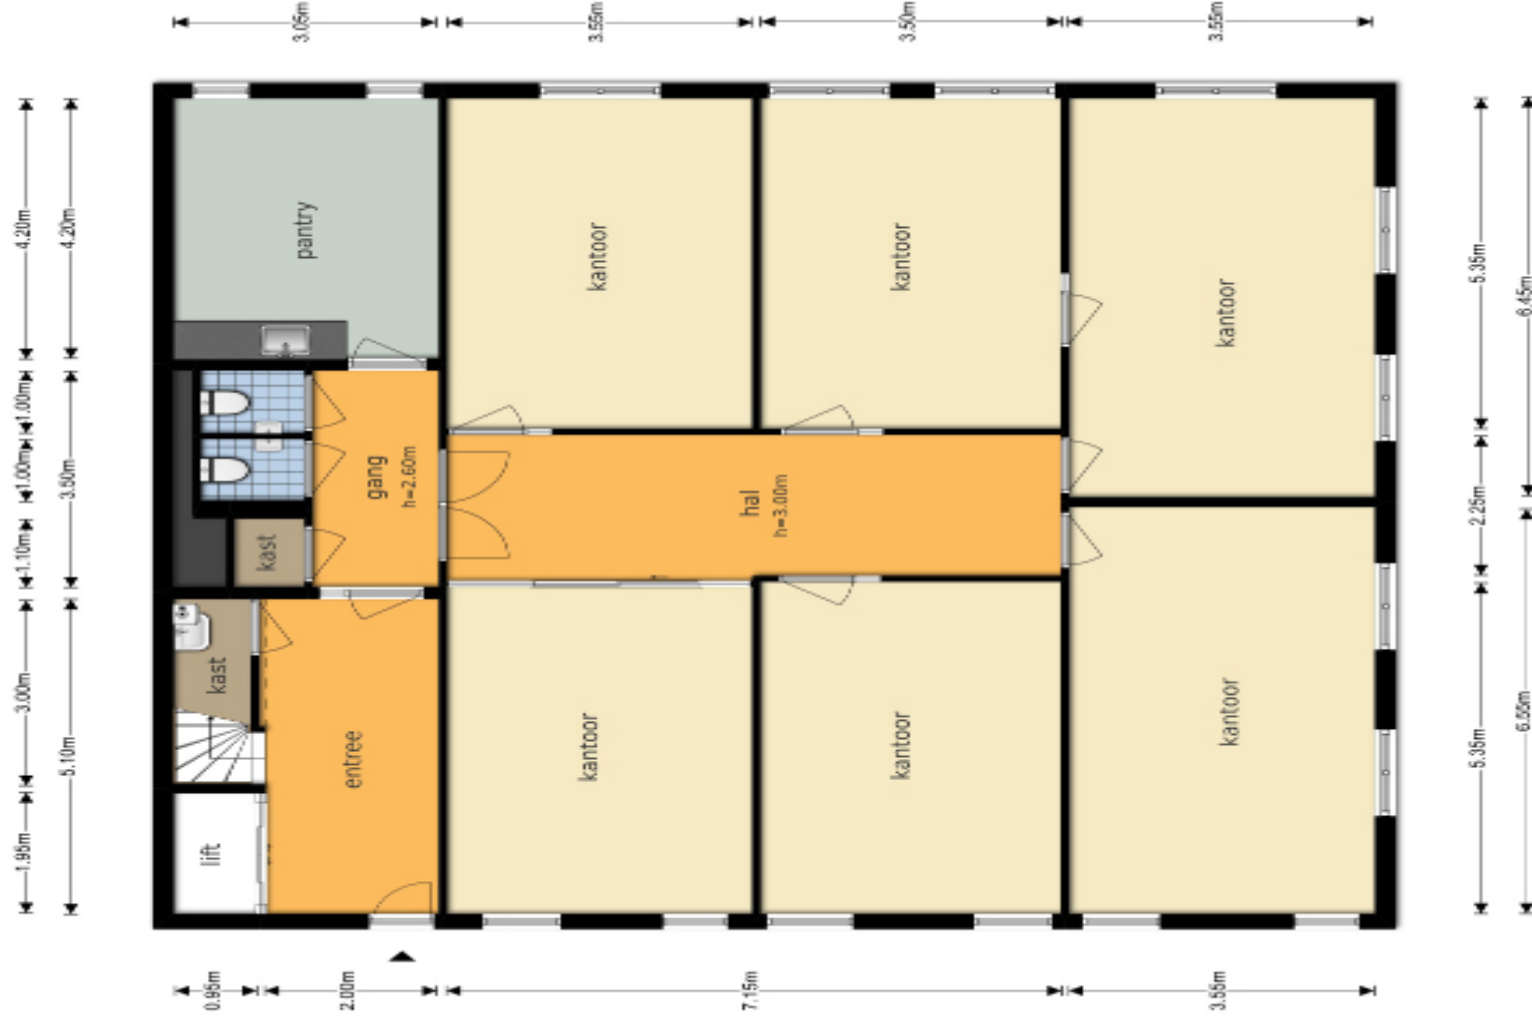 3.05m
3.55m
3.50m
3.55m
4.20m
4.20m
1.00m
1.00m
3.50m
1.10m
3.00m
5.10m
1.95m
pantry
kantoor
kantoor
kantoor
gang
h=2.60m
hal
h=3.00m
kast
kast
entree
lift
kantoor
kantoor
kantoor
5.35m
6.45m
2.25m
5.35m
6.55m
0.95m
2.00m
7.15m
3.55m